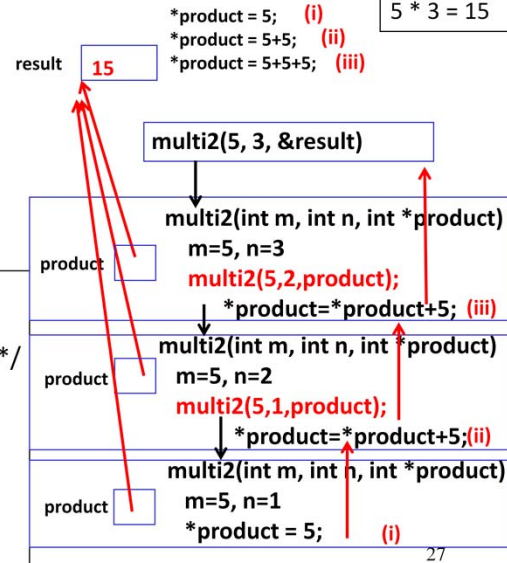 *product = 5; (i)
5 * 3 = 15
*product = 5+5; (ii)
*product = 5+5+5; (iii)
result 15
multi2(5, 3, &result)
multi2(int m, int n, int *product)
m=5, n=3
product
multi2(5,2,product);
*product=*product+5; (iii)
*/
multi2(int m, int n, int *product)
m=5, n=2
product
multi2(5,1,product);
*product=*product+5;(ii)
multi2(int m, int n, int *product)
m=5, n=1
product
*product = 5; (i)
27